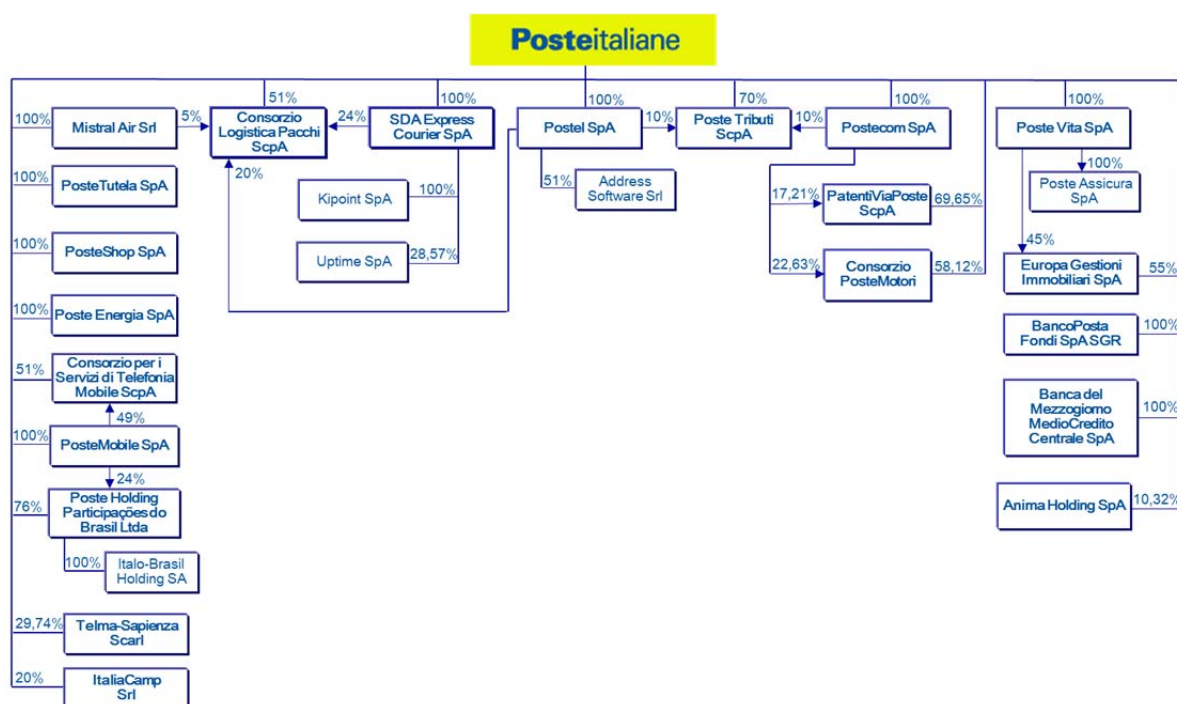 Posteitaliane
100%
Mistral Air Srl
5%
51%
Consorzio
Logistica Pacchi
ScpA
20%
24%
100%
SDA Express
Courier SpA
Kipoint SpA
100%
Uptime SpA
28,57%
100%
Postel SpA
10%
51%
Address
Software Srl
70%
Poste Tributi
ScpA
10%
100%
Postecom SpA
17,21%
PatentiViaPoste
ScpA
69,65%
22,63%
Consorzio
PosteMotori
58,12%
100%
Poste Vita SpA
100%
Poste Assicura
SpA
45%
Europa Gestioni
Immobiliari SpA
55%
BancoPosta
Fondi SpA SGR
100%
Banca del
Mezzogiorno
MedioCredito
Centrale SpA
100%
Anima Holding SpA
10,32%
100%
PosteTutela SpA
100%
PosteShop SpA
100%
Poste Energia SpA
51%
Consorzio per i
Servizi di Telefonia
Mobile ScpA
49%
100%
PosteMobile SpA
24%
76%
Poste Holding
Participações do
Brasil Ltda
100%
Italo-Brasil
Holding SA
29,74%
Telma-Sapienza
Scarl
20%
ItaliaCamp
Srl